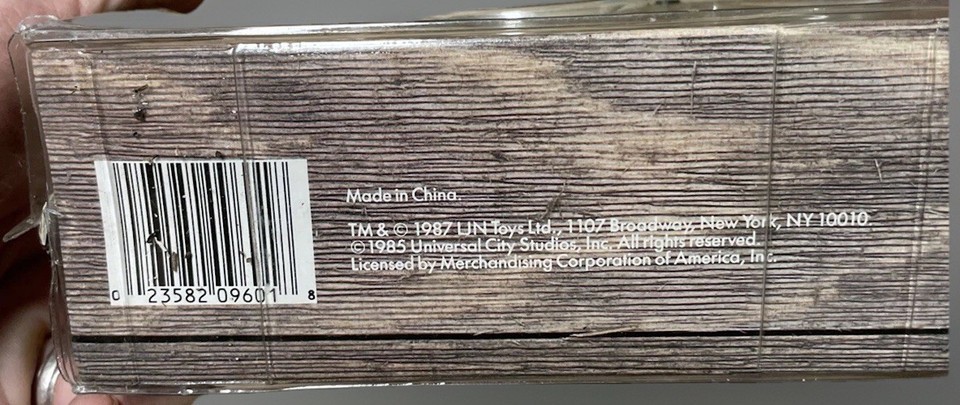 0 23582 09601 8
Made in China.
TM & © 1987 LJN Toys Ltd., 1107 Broadway, New York, NY 10010
© 1985 Universal City Studios, Inc. All rights reserved.
Licensed by Merchandising Corporation of America, Inc.